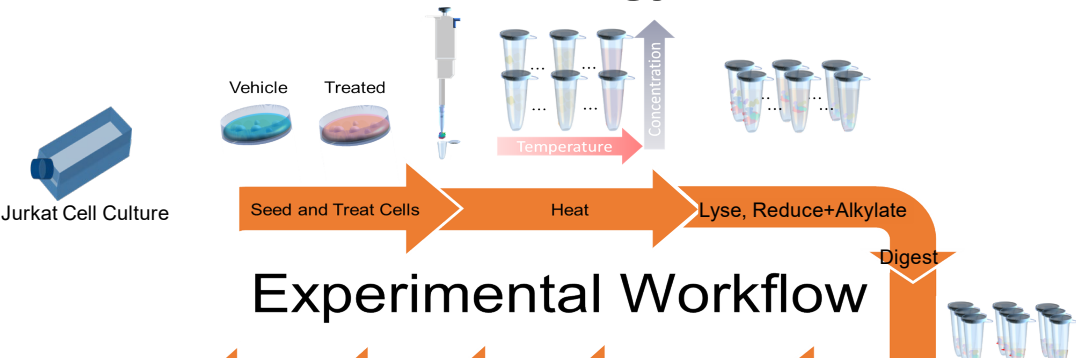 Vehicle
Treated
Concentration
Temperature
Jurkat Cell Culture
Seed and Treat Cells
Heat
Lyse, Reduce+Alkylate
Digest
Experimental Workflow